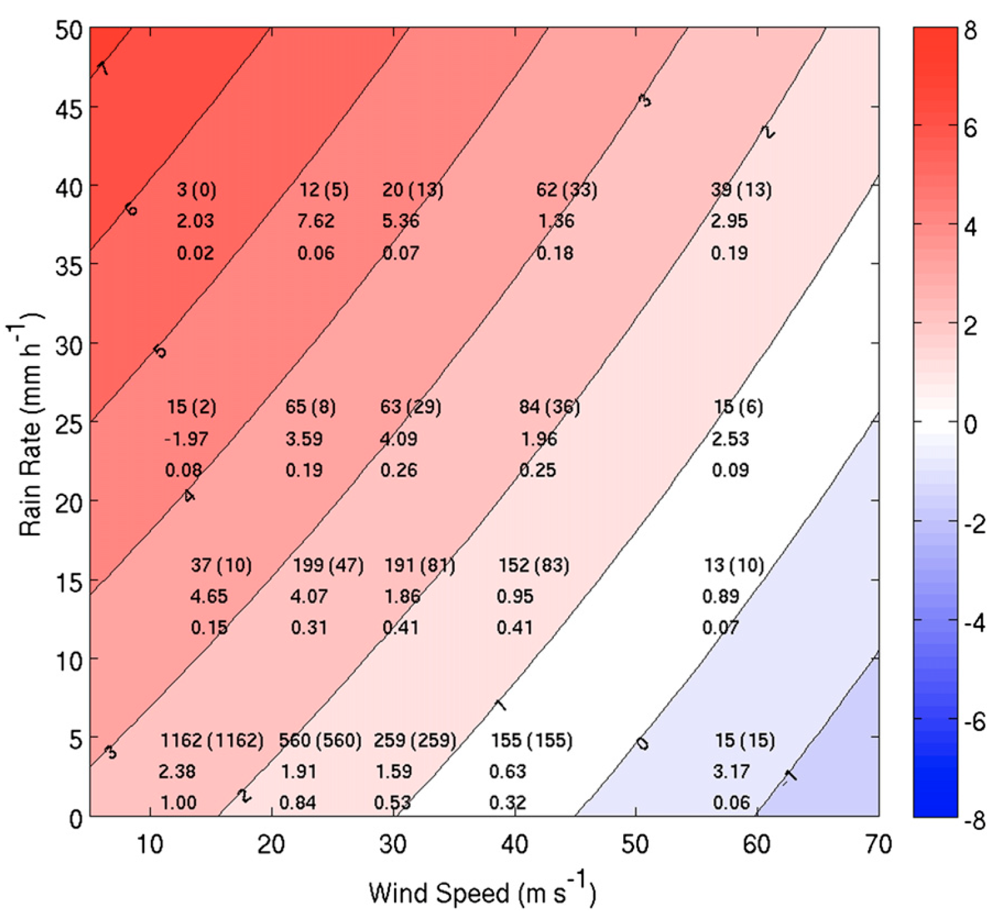 50
8
7
3
45
2
6
40
3 (0) 12 (5) 20 (13) 62 (33) 39 (13)
6
2.03 7.62 5.36 1.36 2.95
4
0.02 0.06 0.07 0.18 0.19
35
2
30
5
15 (2) 65 (8) 63 (29) 84 (36) 15 (6)
25
0
-1.97 3.59 4.09 1.96 2.53
0.08 0.19 0.26 0.25 0.09
4
20
-2
37 (10) 199 (47) 191 (81) 152 (83) 13 (10)
15
4.65 4.07 1.86 0.95 0.89
-4
0.15 0.31 0.41 0.41 0.07
10
1
-6
5
1162 (1162) 560 (560) 259 (259) 155 (155) 15 (15)
3
0
2.38 1.91 1.59 0.63 3.17
-1
2
1.00 0.84 0.53 0.32 0.06
0
-8
10 20 30 40 50 60 70
Rain Rate (mm h-1)
Wind Speed (m s-1)